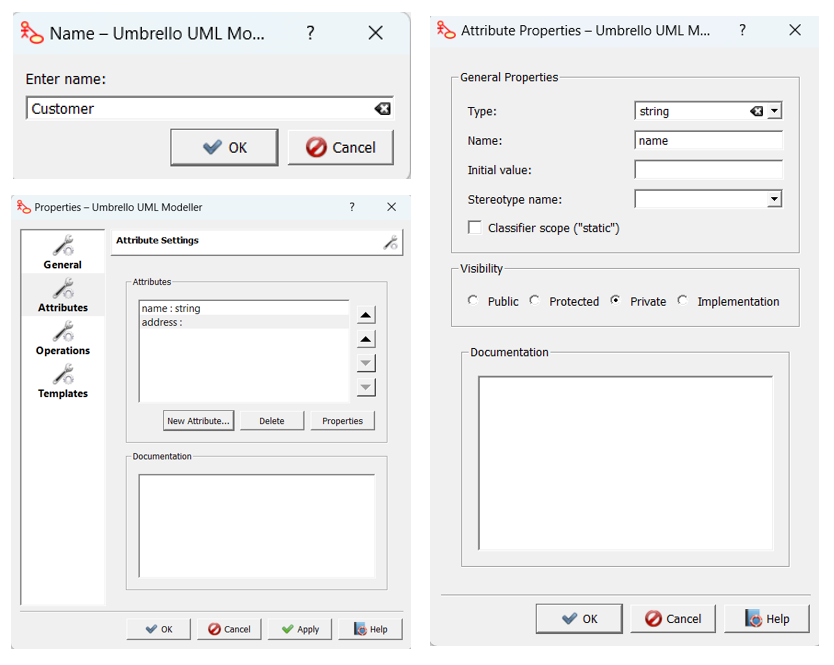 Name – Umbrello UML Mo... ?
Enter name:
Customer
OK
Cancel
Properties – Umbrello UML Modeller ?
General
Attributes
Operations
Templates
Attribute Settings
Attributes
name : string
address :
New Attribute...
Delete
Properties
Documentation
OK
Cancel
Apply
Help
Attribute Properties – Umbrello UML M... ?
General Properties
Type: string
Name: name
Initial value:
Stereotype name:
Classifier scope ("static")
Visibility
Public
Protected
Private
Implementation
Documentation
OK
Cancel
Help